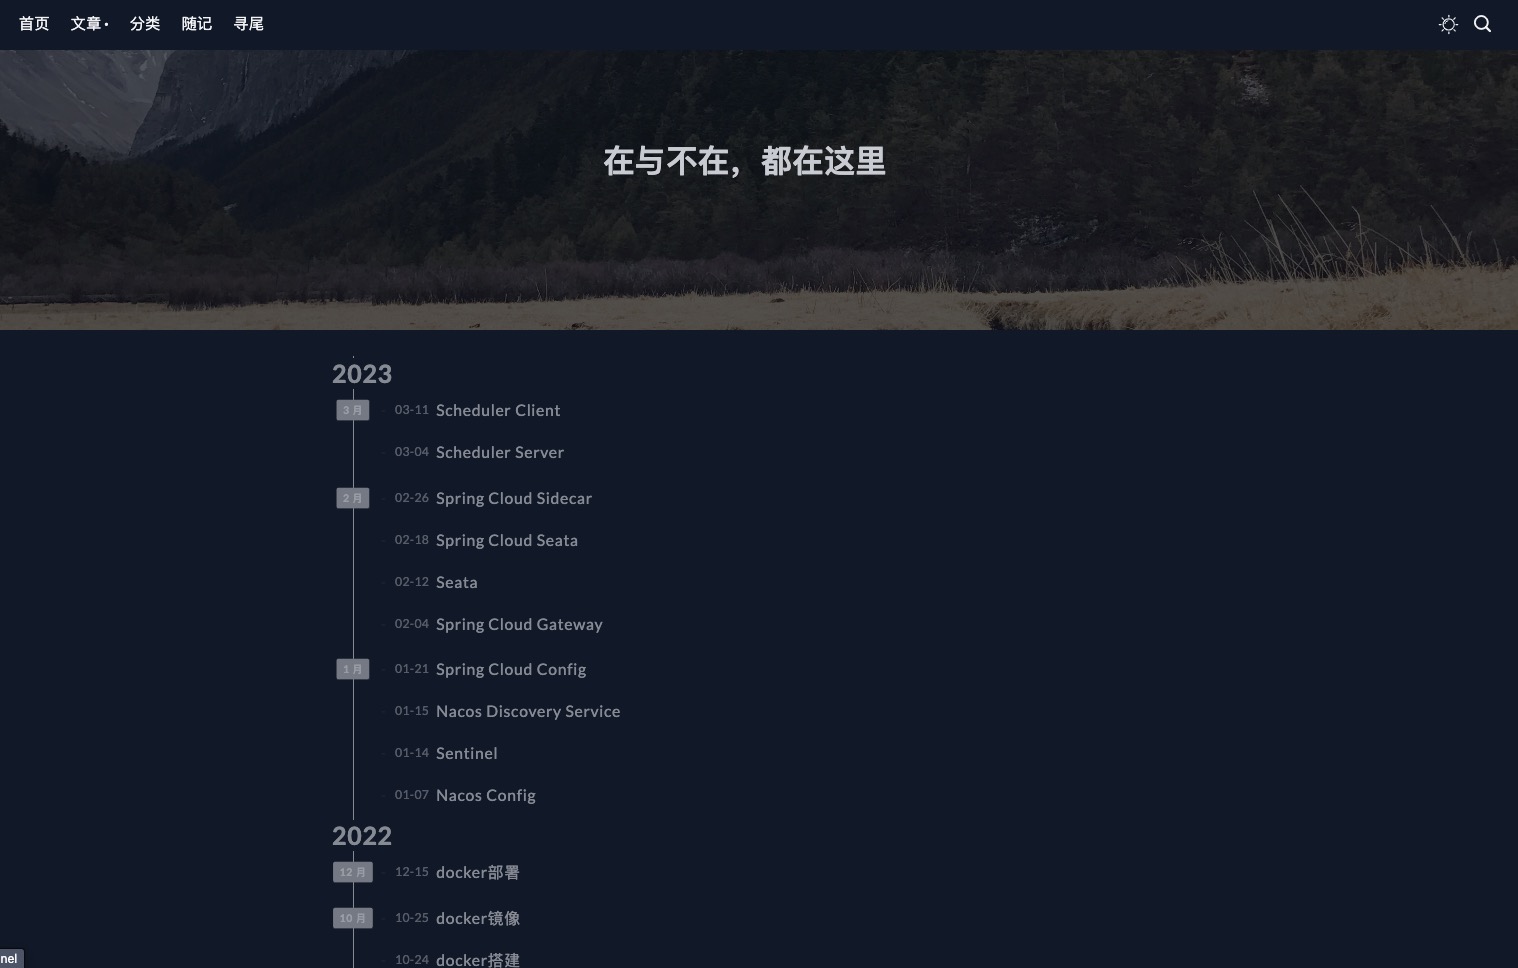 首页 文章· 分类 随记 寻尾
在与不在，都在这里
2023
3 月 03-11 Scheduler Client
03-04 Scheduler Server
2 月 02-26 Spring Cloud Sidecar
02-18 Spring Cloud Seata
02-12 Seata
02-04 Spring Cloud Gateway
1 月 01-21 Spring Cloud Config
01-15 Nacos Discovery Service
01-14 Sentinel
01-07 Nacos Config
2022
12 月 12-15 docker部署
10 月 10-25 docker镜像
10-24 docker搭建
nel